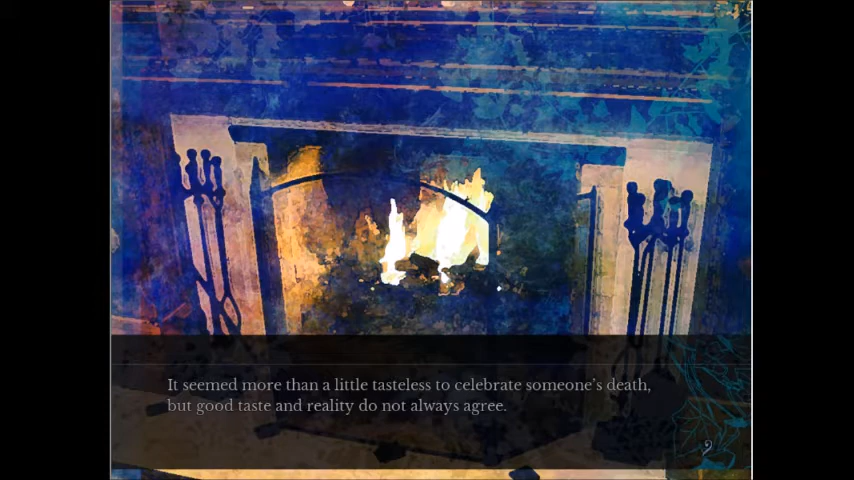 It seemed more than a little tasteless to celebrate someone's death,
but good taste and reality do not always agree.